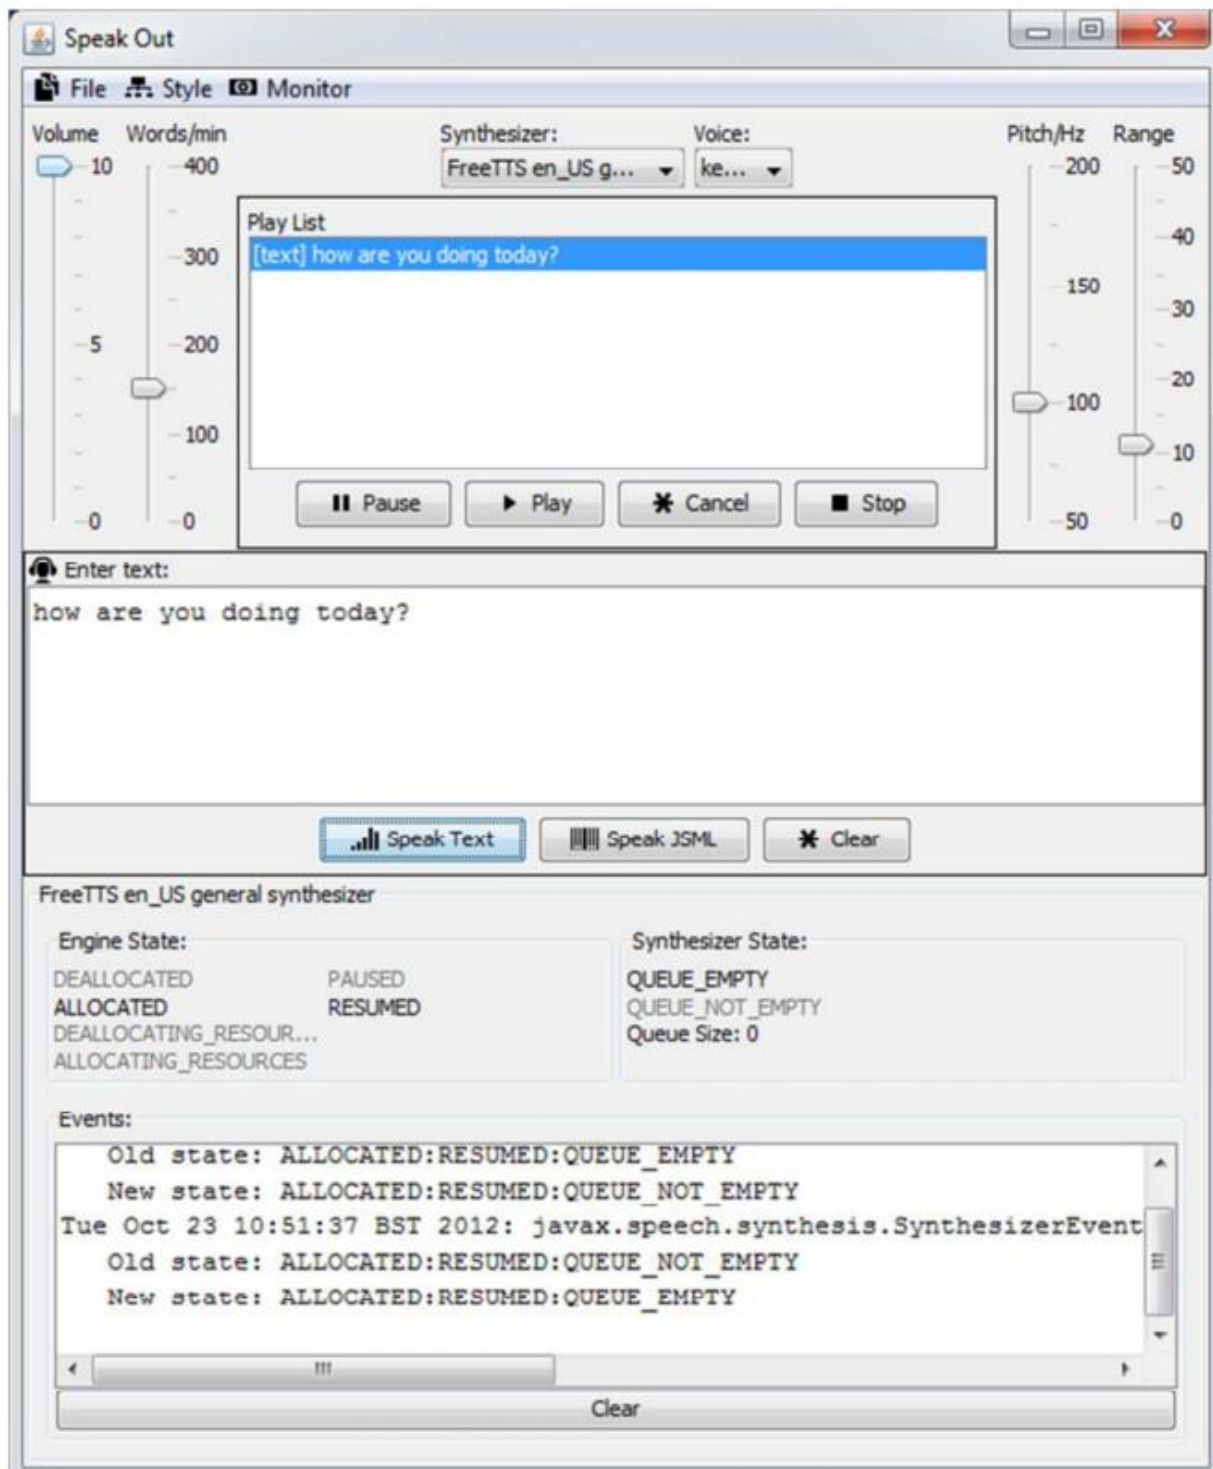 Speak Out
File Style Monitor
Volume Words/min Synthesizer: Voice: Pitch/Hz Range
10 400 FreeTTS en_US g... ke... 200 50
Play List
40
300 [text] how are you doing today?
150
30
5 200
20
100
100 10
Pause Play Cancel Stop
0 0 50 0
Enter text:
how are you doing today?
Speak Text Speak JSML Clear
FreeTTS en_US general synthesizer
Engine State: Synthesizer State:
DEALLOCATED PAUSED QUEUE_EMPTY
ALLOCATED RESUMED QUEUE_NOT_EMPTY
DEALLOCATING_RESOUR... Queue Size: 0
ALLOCATING_RESOURCES
Events:
Old state: ALLOCATED:RESUMED:QUEUE_EMPTY
New state: ALLOCATED:RESUMED:QUEUE_NOT_EMPTY
Tue Oct 23 10:51:37 BST 2012: javax.speech.synthesis.SynthesizerEvent
Old state: ALLOCATED:RESUMED:QUEUE_NOT_EMPTY
New state: ALLOCATED:RESUMED:QUEUE_EMPTY
Clear